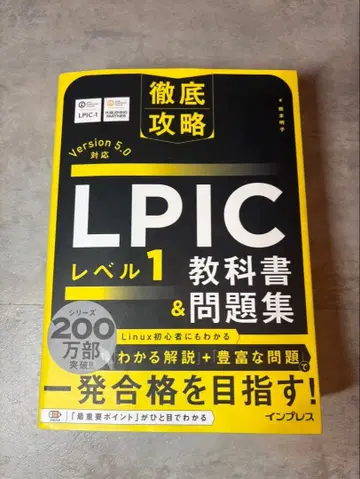 徹底
攻略
LPIC-1
PUBLISHING
PARTNER
Version 5.0
対応
LPIC
レベル1
教科書
&問題集
シリーズ
200
万部
突破!!
Linux初心者にもわかる
「わかる解説」+「豊富な問題」で
一発合格を目指す!
「最重要ポイント」がひと目でわかる
インプレス